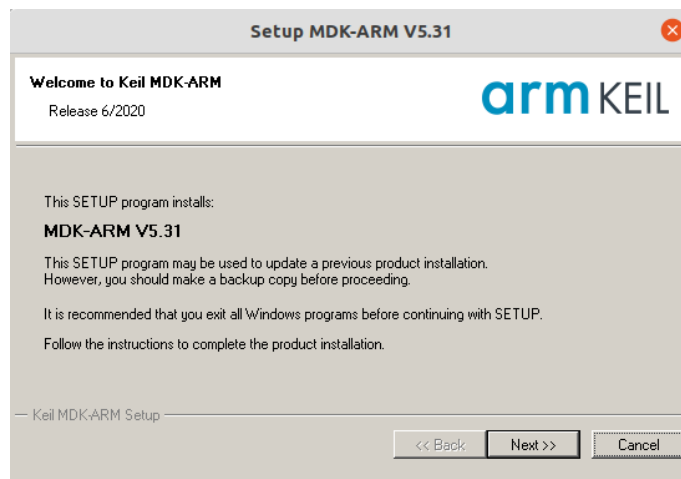 Setup MDK-ARM V5.31
Welcome to Keil MDK-ARM
Release 6/2020
arm KEIL
This SETUP program installs:
MDK-ARM V5.31
This SETUP program may be used to update a previous product installation.
However, you should make a backup copy before proceeding.
It is recommended that you exit all Windows programs before continuing with SETUP.
Follow the instructions to complete the product installation.
Keil MDK-ARM Setup
<< Back
Next >>
Cancel